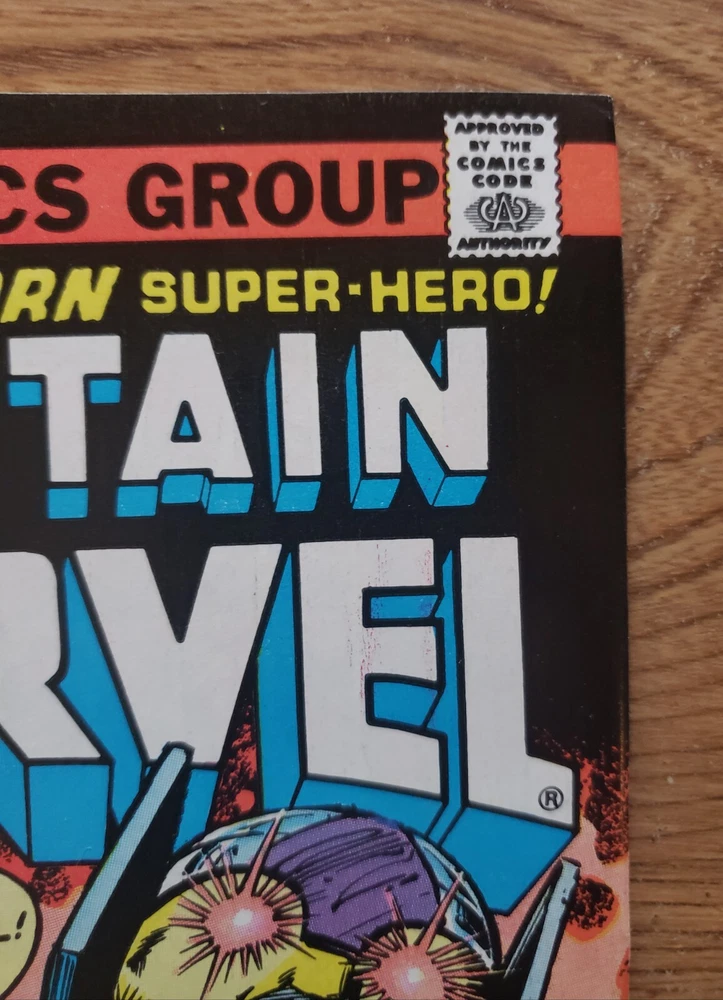 APPROVED
BY THE
COMICS
CODE
A
AUTHORITY
CS GROUP
RN SUPER-HERO!
TAIN
RVEL
®
!